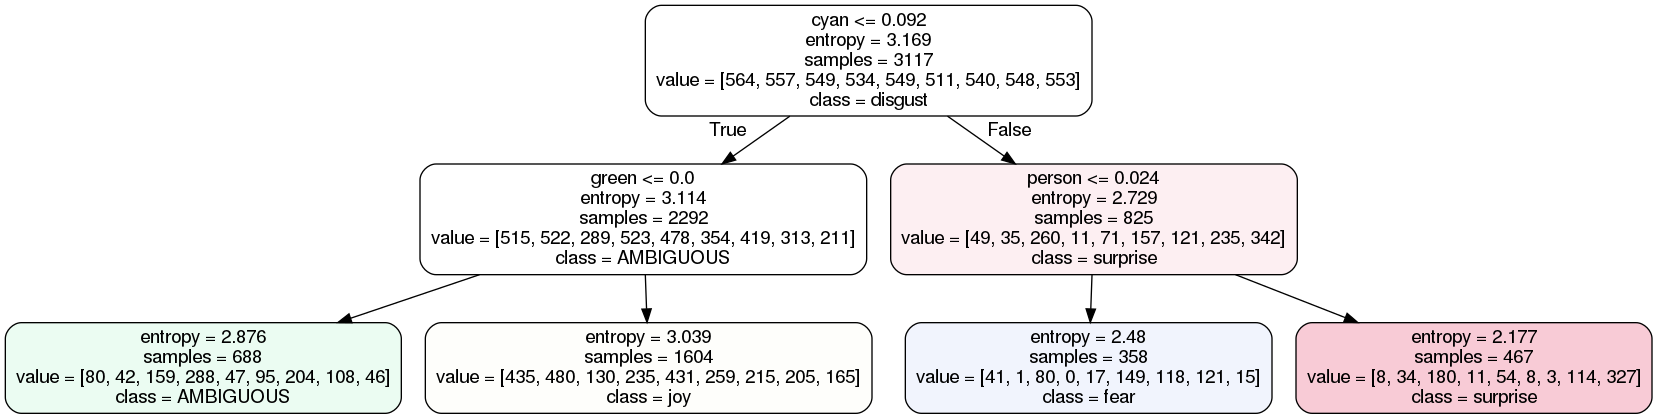 cyan <= 0.092
entropy = 3.169
samples = 3117
value = [564, 557, 549, 534, 549, 511, 540, 548, 553]
class = disgust
True
False
green <= 0.0
entropy = 3.114
samples = 2292
value = [515, 522, 289, 523, 478, 354, 419, 313, 211]
class = AMBIGUOUS
person <= 0.024
entropy = 2.729
samples = 825
value = [49, 35, 260, 11, 71, 157, 121, 235, 342]
class = surprise
entropy = 2.876
samples = 688
value = [80, 42, 159, 288, 47, 95, 204, 108, 46]
class = AMBIGUOUS
entropy = 3.039
samples = 1604
value = [435, 480, 130, 235, 431, 259, 215, 205, 165]
class = joy
entropy = 2.48
samples = 358
value = [41, 1, 80, 0, 17, 149, 118, 121, 15]
class = fear
entropy = 2.177
samples = 467
value = [8, 34, 180, 11, 54, 8, 3, 114, 327]
class = surprise